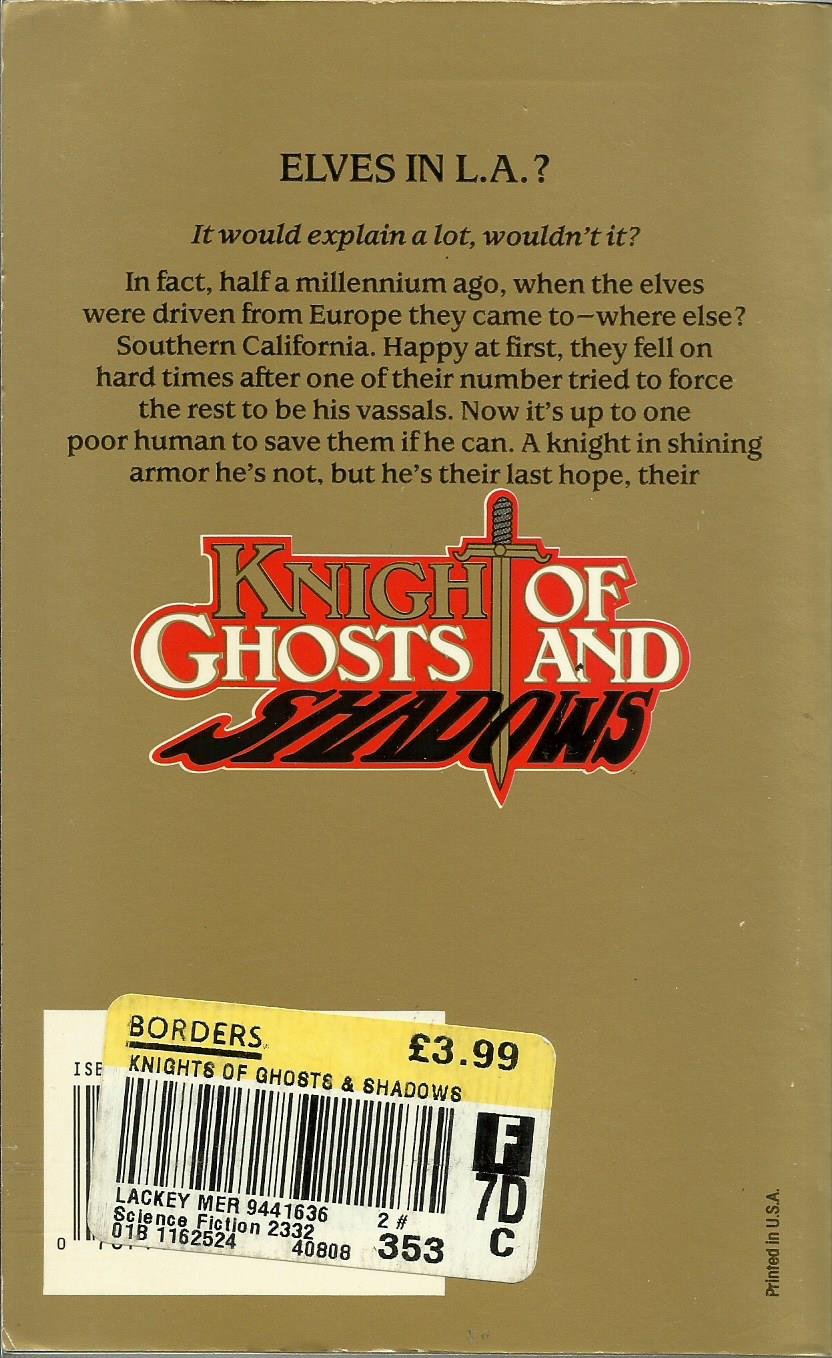 ELVES IN L.A.?
It would explain a lot, wouldn't it?
In fact, half a millennium ago, when the elves
were driven from Europe they came to—where else?
Southern California. Happy at first, they fell on
hard times after one of their number tried to force
the rest to be his vassals. Now it's up to one
poor human to save them if he can. A knight in shining
armor he's not, but he's their last hope, their
KNIGHT OF
GHOSTS AND
SHADOWS
BORDERS £3.99
KNIGHTS OF GHOSTS & SHADOWS
ISB
F
7D
C
LACKEY MER 9441636
Science Fiction 2332
01B 1162524
2 #
40808 353
0
Printed in U.S.A.